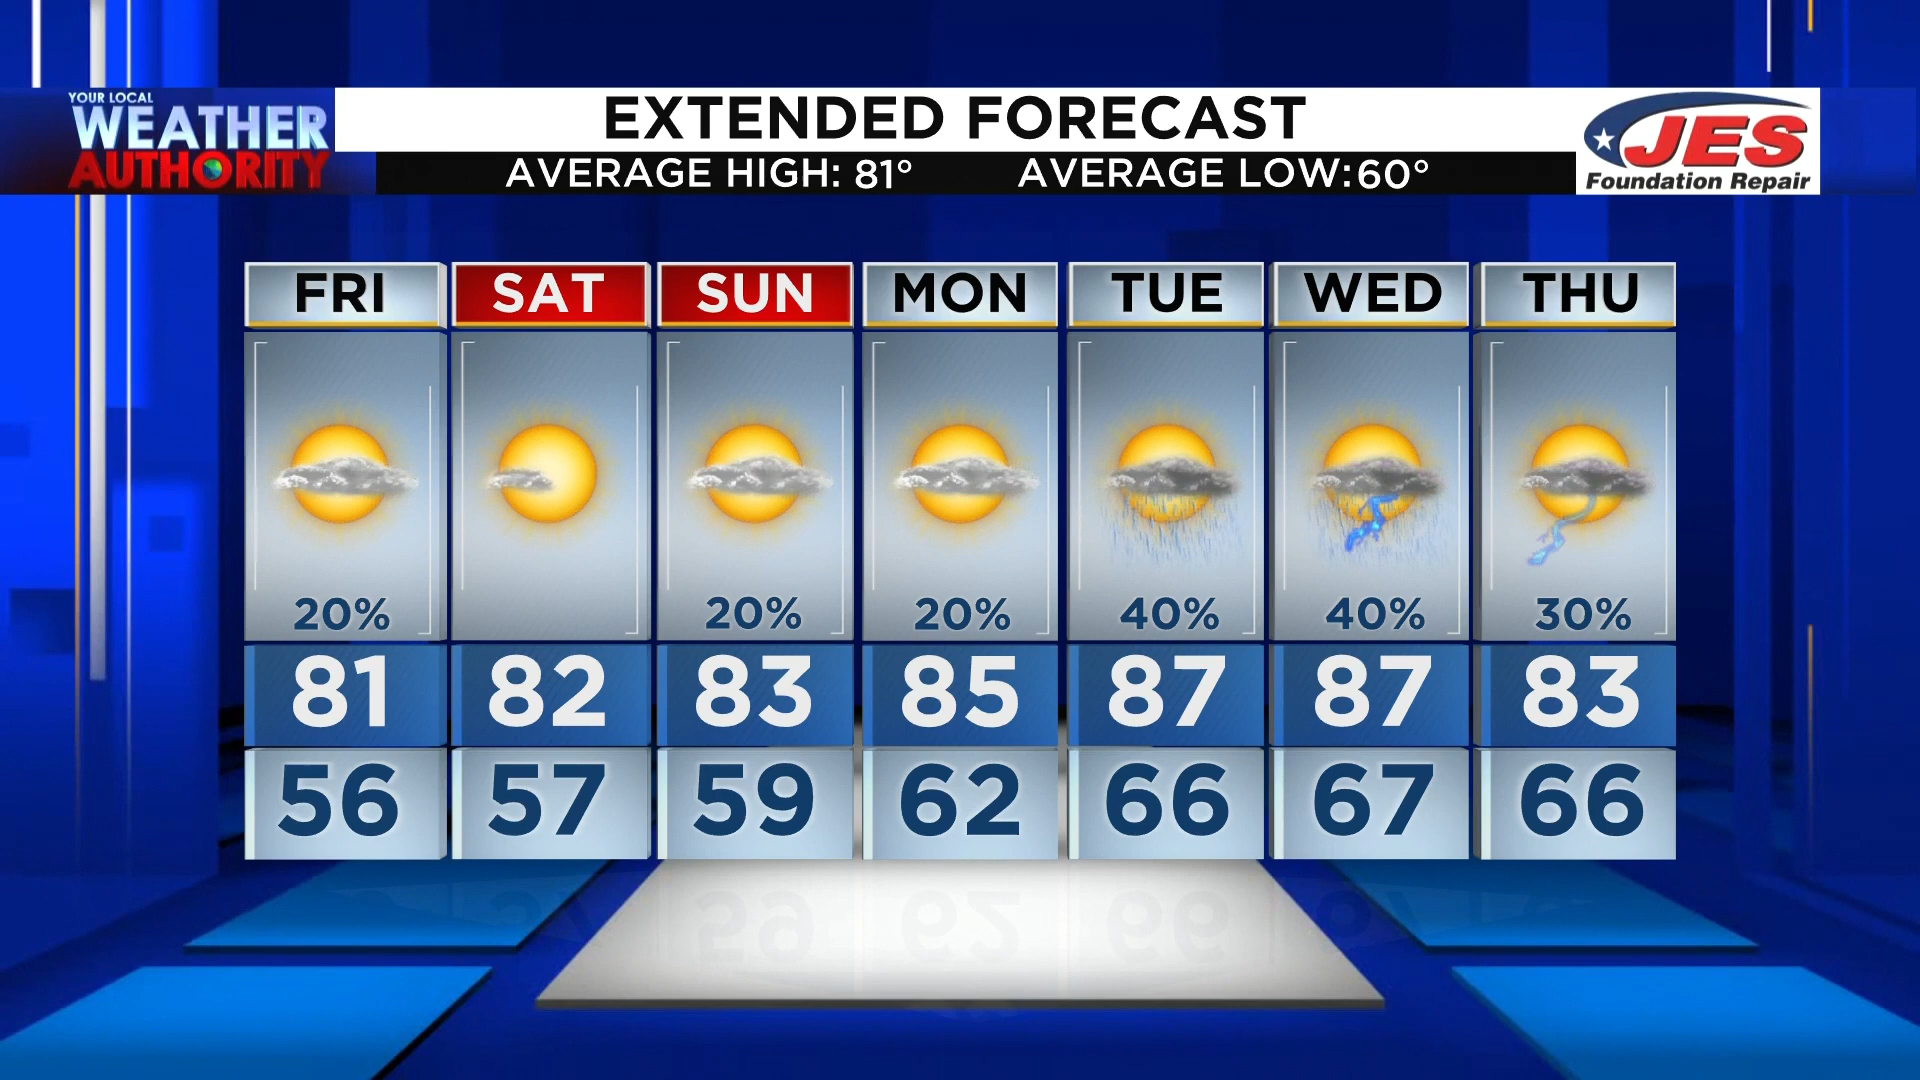 YOUR LOCAL
WEATHER
AUTHORITY
EXTENDED FORECAST
AVERAGE HIGH: 81° AVERAGE LOW:60°
JES
Foundation Repair
FRI SAT SUN MON TUE WED THU
20% 20% 20% 40% 40% 30%
81 82 83 85 87 87 83
56 57 59 62 66 67 66